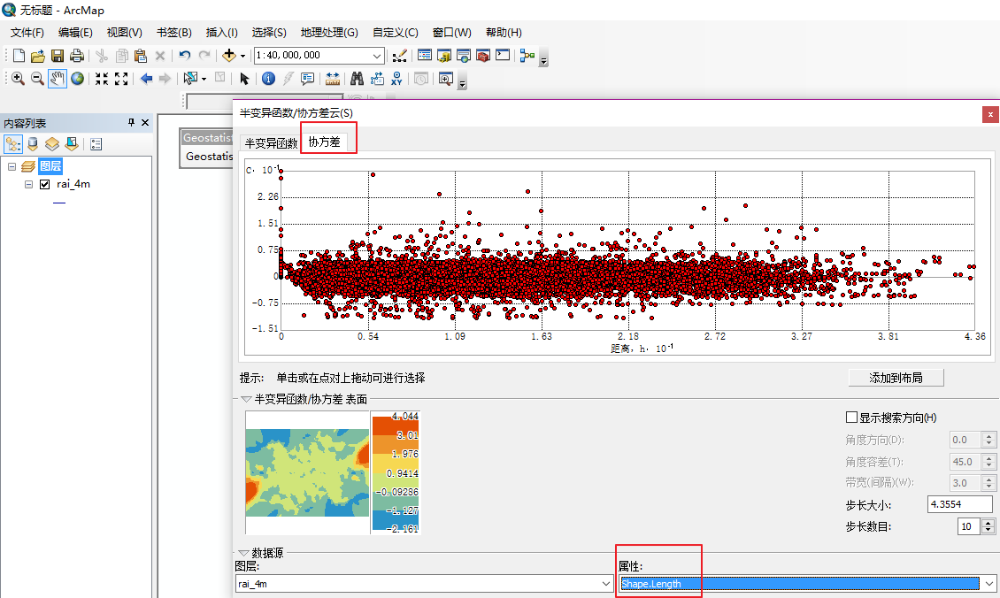 无标题 - ArcMap
文件(F) 编辑(E) 视图(V) 书签(B) 插入(I) 选择(S) 地理处理(G) 自定义(C) 窗口(W) 帮助(H)
1:40,000,000
内容列表
图层
rai_4m
Geostatist
Geostatis
半变异函数/协方差云(S)
半变异函数 协方差
C· 10⁻¹
2.26
1.51
0.75
0
-0.75
-1.51
0 0.54 1.09 1.63 2.18 2.72 3.27 3.81 4.36
距离, h· 10⁻¹
提示: 单击或在点对上拖动可进行选择
添加到布局
半变异函数/协方差 表面
4.044
3.01
1.976
0.9414
-0.09286
-1.127
-2.161
显示搜索方向(H)
角度方向(D): 0.0
角度容差(T): 45.0
带宽(间隔)(W): 3.0
步长大小: 4.3554
步长数目: 10
数据源
图层: 属性:
rai_4m Shape.Length